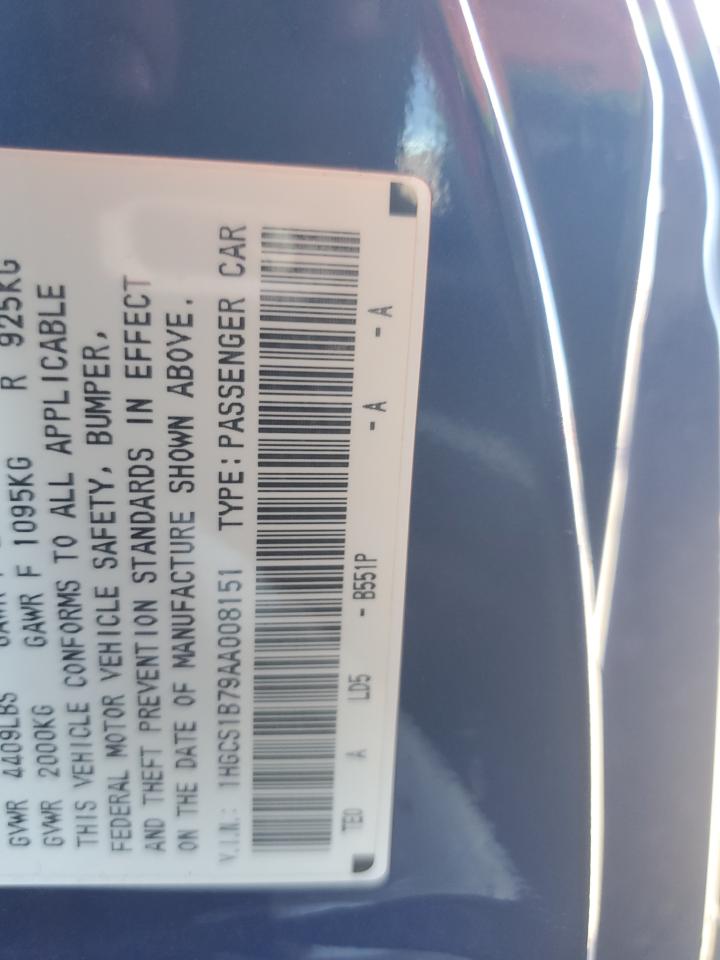 GVWR 4409LBS
GVWR 2000KG GAWR F 1095KG R 925KG
THIS VEHICLE CONFORMS TO ALL APPLICABLE
FEDERAL MOTOR VEHICLE SAFETY, BUMPER,
AND THEFT PREVENTION STANDARDS IN EFFECT
ON THE DATE OF MANUFACTURE SHOWN ABOVE.
V.I.N.: 1HGCS1B79AA008151 TYPE: PASSENGER CAR
TE0 A LD5 - B551P - A - A